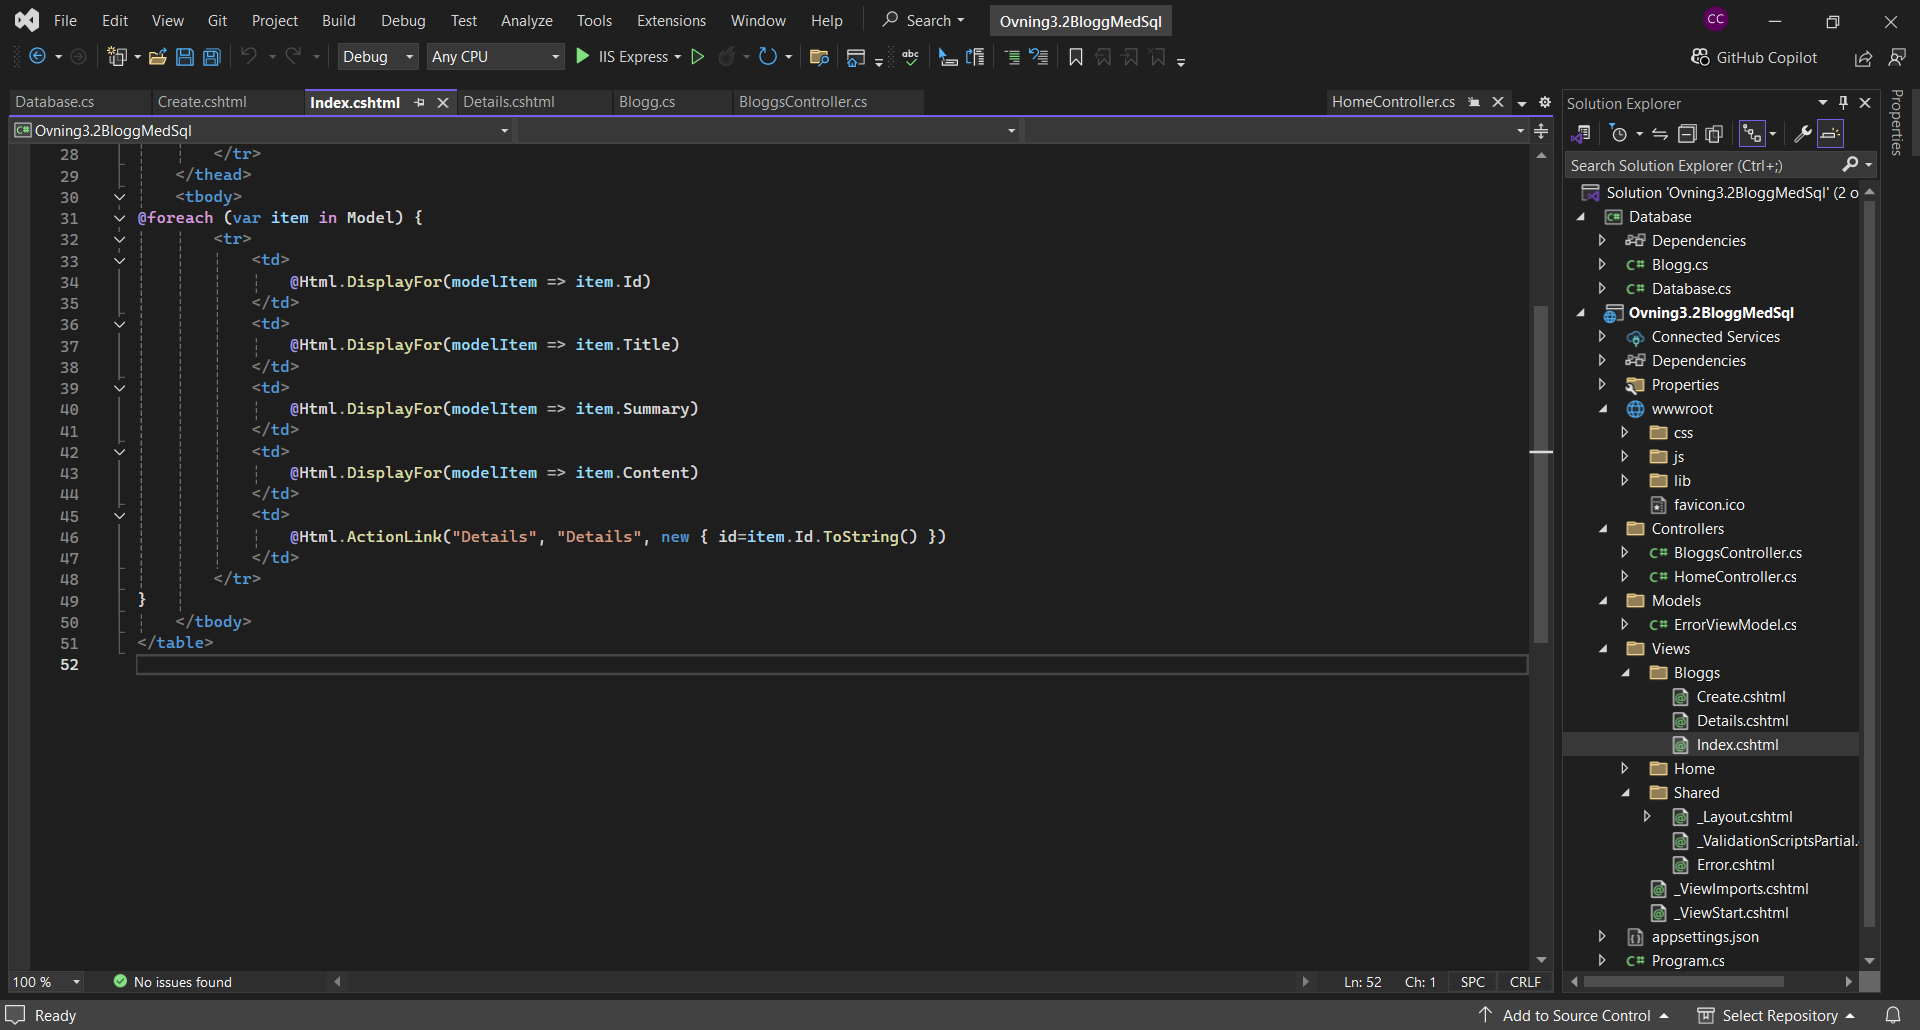 File Edit View Git Project Build Debug Test Analyze Tools Extensions Window Help Search Ovning3.2BloggMedSql CC
Debug Any CPU IIS Express abc GitHub Copilot
Database.cs Create.cshtml Index.cshtml Details.cshtml Blogg.cs BloggsController.cs HomeController.cs
C# Ovning3.2BloggMedSql
28 </tr>
29 </thead>
30 <tbody>
31 @foreach (var item in Model) {
32 <tr>
33 <td>
34 @Html.DisplayFor(modelItem => item.Id)
35 </td>
36 <td>
37 @Html.DisplayFor(modelItem => item.Title)
38 </td>
39 <td>
40 @Html.DisplayFor(modelItem => item.Summary)
41 </td>
42 <td>
43 @Html.DisplayFor(modelItem => item.Content)
44 </td>
45 <td>
46 @Html.ActionLink("Details", "Details", new { id=item.Id.ToString() })
47 </td>
48 </tr>
49 }
50 </tbody>
51 </table>
52
100 % No issues found Ln: 52 Ch: 1 SPC CRLF
Solution Explorer
Search Solution Explorer (Ctrl+;)
Solution 'Ovning3.2BloggMedSql' (2 o
C# Database
Dependencies
C# Blogg.cs
C# Database.cs
Ovning3.2BloggMedSql
Connected Services
Dependencies
Properties
wwwroot
css
js
lib
favicon.ico
Controllers
C# BloggsController.cs
C# HomeController.cs
Models
C# ErrorViewModel.cs
Views
Bloggs
Create.cshtml
Details.cshtml
Index.cshtml
Home
Shared
_Layout.cshtml
_ValidationScriptsPartial.
Error.cshtml
_ViewImports.cshtml
_ViewStart.cshtml
appsettings.json
C# Program.cs
Properties
Ready Add to Source Control Select Repository